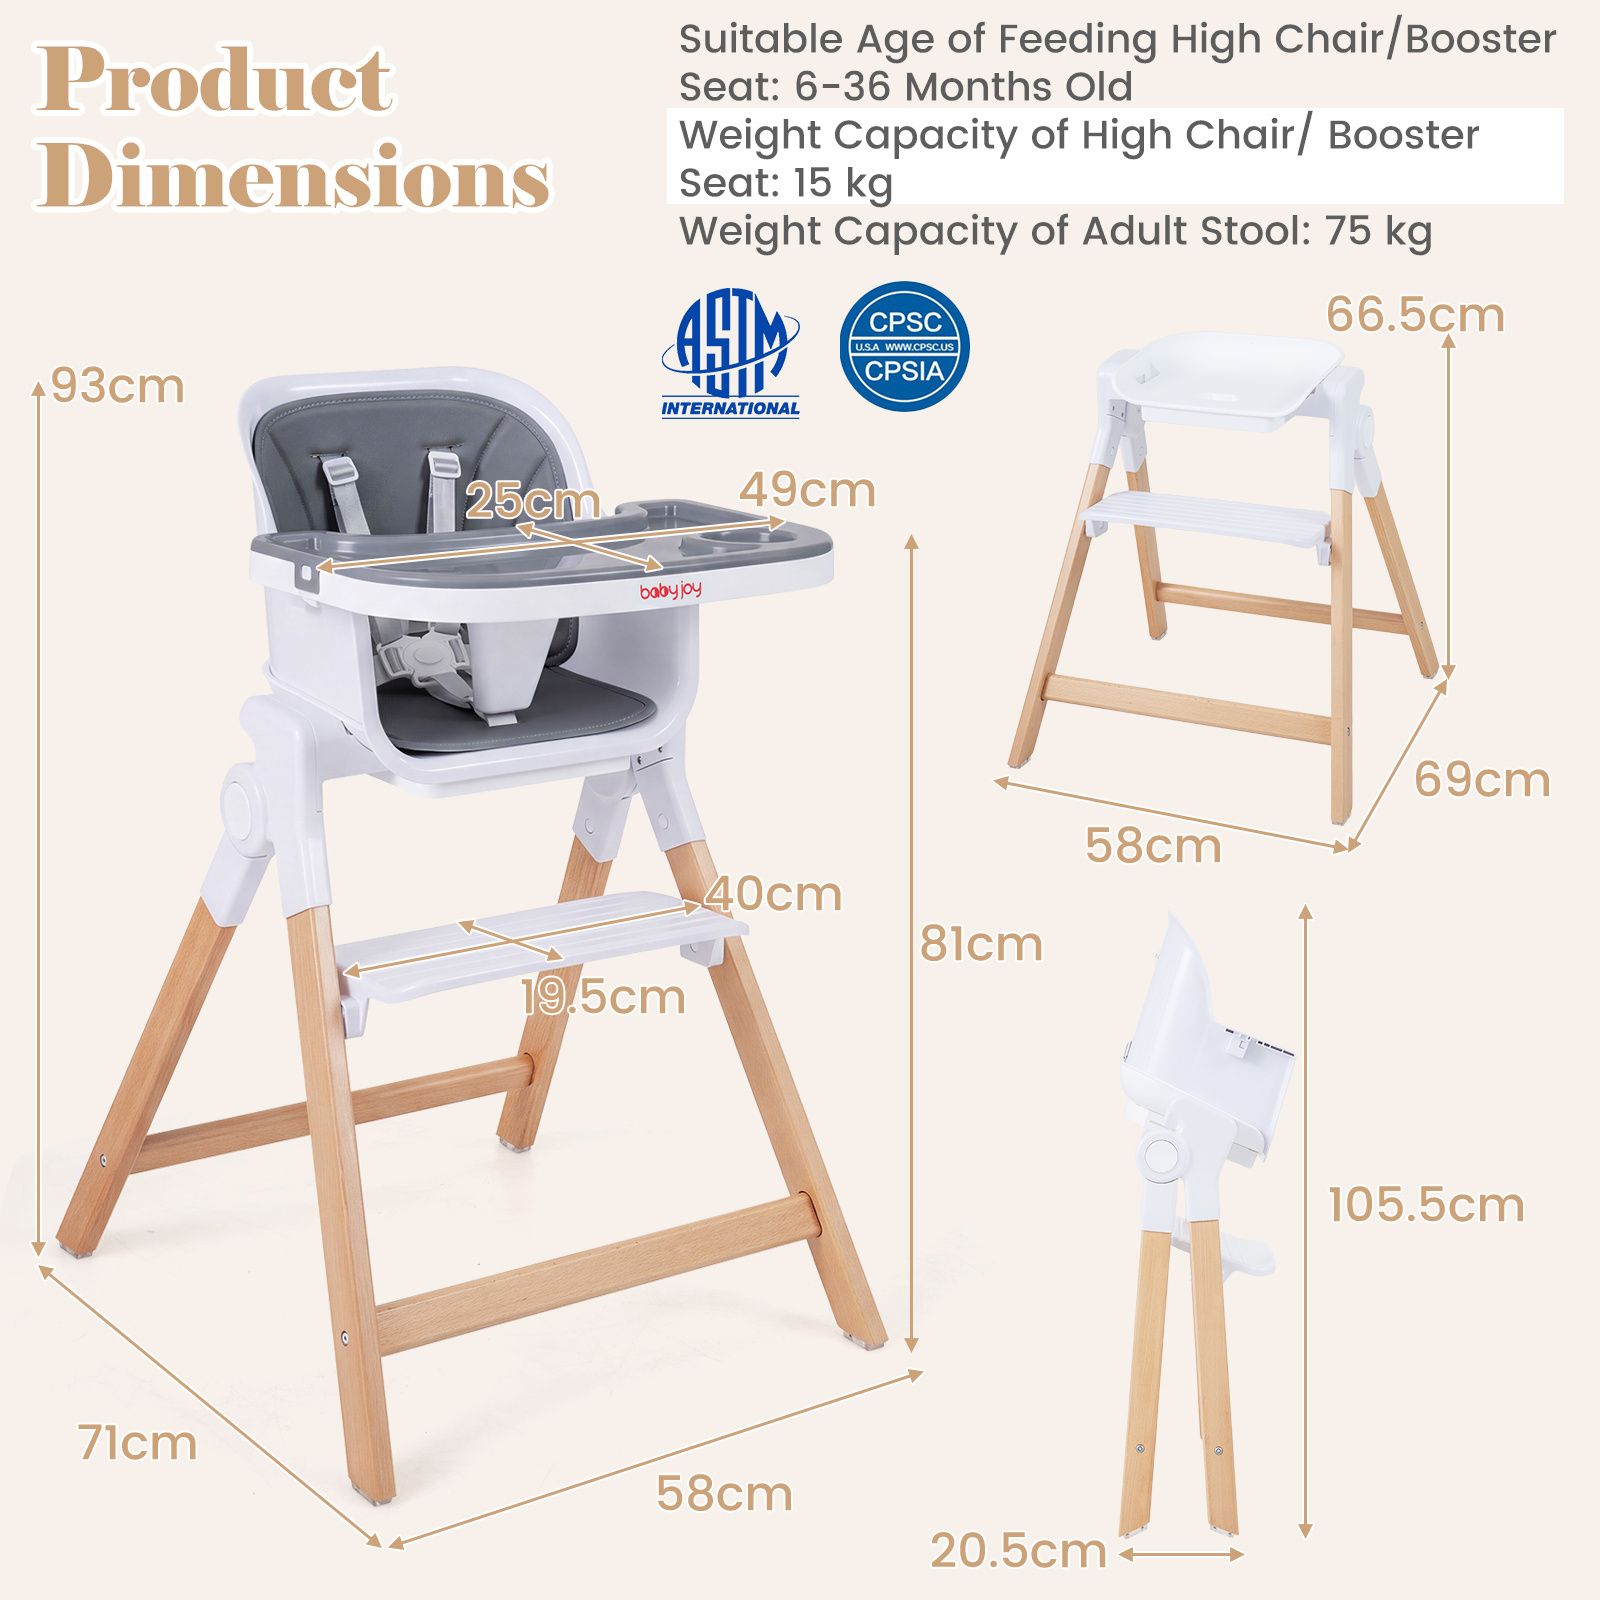 Product
Dimensions
Suitable Age of Feeding High Chair/Booster
Seat: 6-36 Months Old
Weight Capacity of High Chair/ Booster
Seat: 15 kg
Weight Capacity of Adult Stool: 75 kg
ASTM
INTERNATIONAL
CPSC
U.S.A WWW.CPSC.US
CPSIA
66.5cm
93cm
25cm
49cm
baby joy
69cm
58cm
40cm
81cm
19.5cm
105.5cm
71cm
58cm
20.5cm